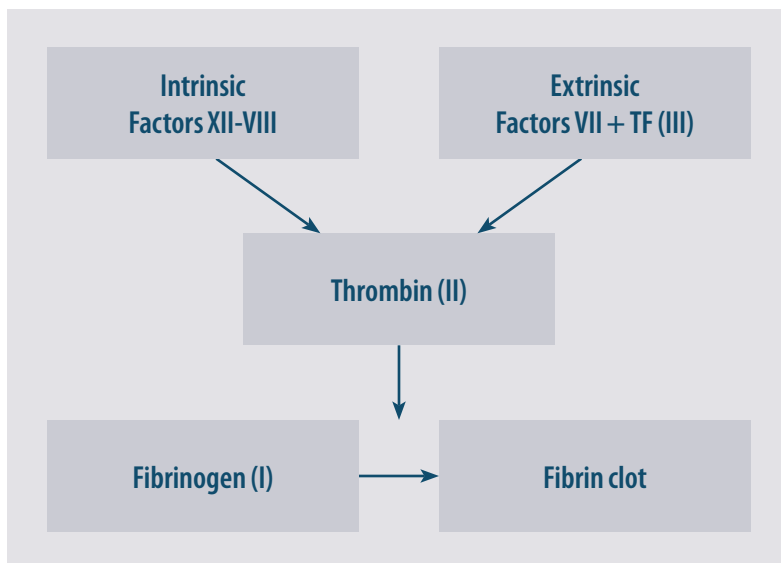 Intrinsic
Factors XII-VIII
Extrinsic
Factors VII + TF (III)
Thrombin (II)
Fibrinogen (I)
Fibrin clot